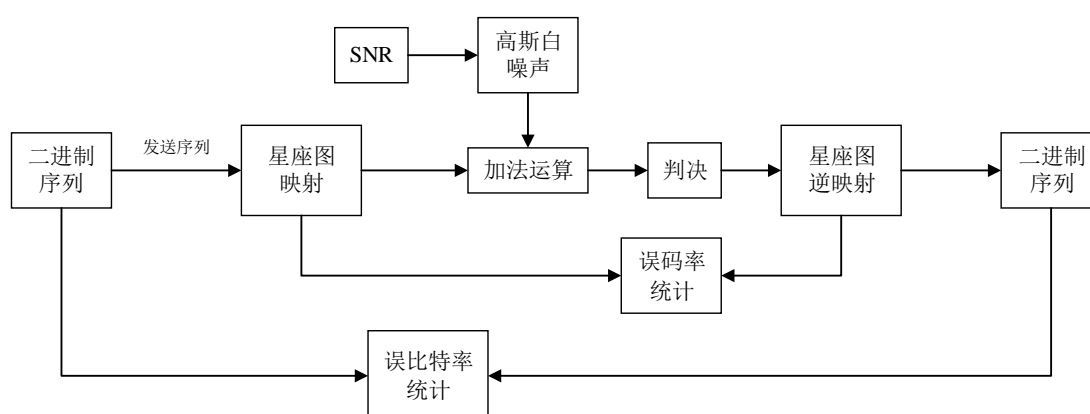 SNR
高斯白
噪声
二进制
序列
发送序列
星座图
映射
加法运算
判决
星座图
逆映射
二进制
序列
误码率
统计
误比特率
统计